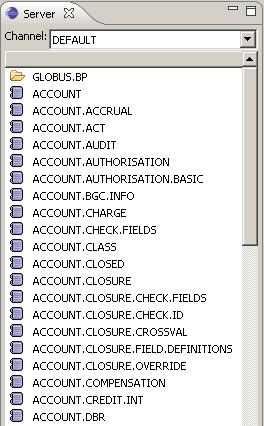 Server
Channel: DEFAULT
GLOBUS.BP
ACCOUNT
ACCOUNT.ACCRUAL
ACCOUNT.ACT
ACCOUNT.AUDIT
ACCOUNT.AUTHORISATION
ACCOUNT.AUTHORISATION.BASIC
ACCOUNT.BGC.INFO
ACCOUNT.CHARGE
ACCOUNT.CHECK.FIELDS
ACCOUNT.CLASS
ACCOUNT.CLOSED
ACCOUNT.CLOSURE
ACCOUNT.CLOSURE.CHECK.FIELDS
ACCOUNT.CLOSURE.CHECK.ID
ACCOUNT.CLOSURE.CROSSVAL
ACCOUNT.CLOSURE.FIELD.DEFINITIONS
ACCOUNT.CLOSURE.OVERRIDE
ACCOUNT.COMPENSATION
ACCOUNT.CREDIT.INT
ACCOUNT.DBR